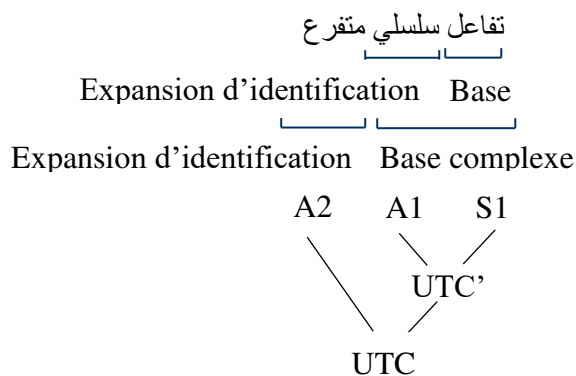 تفاعل سلسلي متفرع
Expansion d’identification Base
Expansion d’identification Base complexe
A2 A1 S1
UTC’
UTC